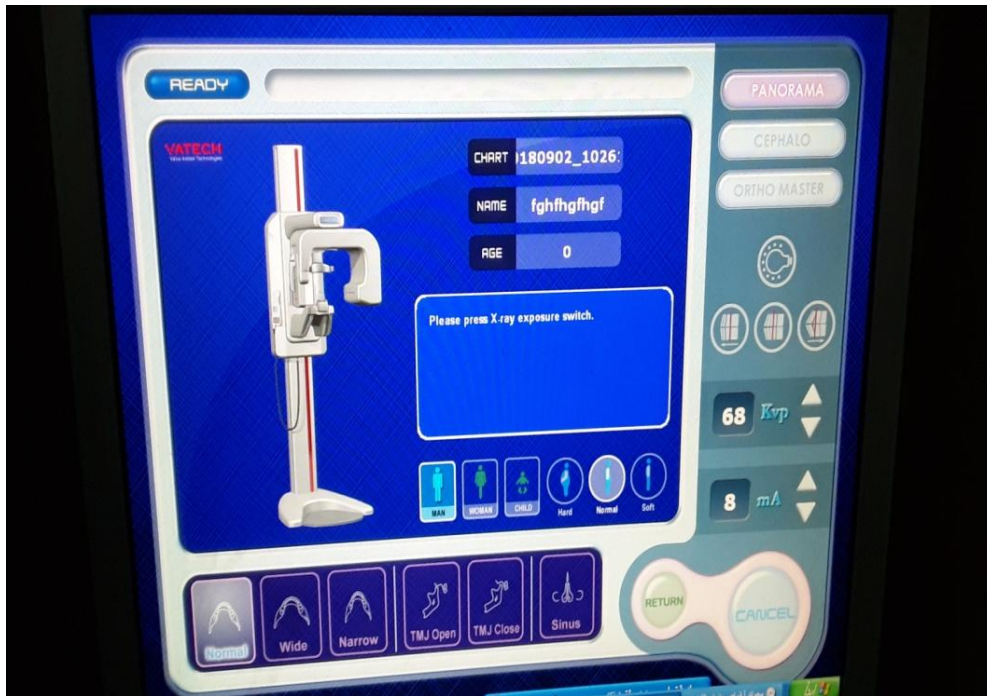 READY
VATECH
CHART 180902_1026
NAME fghfhgfhgf
AGE 0
Please press X-ray exposure switch.
MAN WOMAN CHILD Hard Normal Soft
Normal Wide Narrow TMJ Open TMJ Close Sinus
PANORAMA
CEPHALO
ORTHO MASTER
68 Kvp
8 mA
RETURN CANCEL